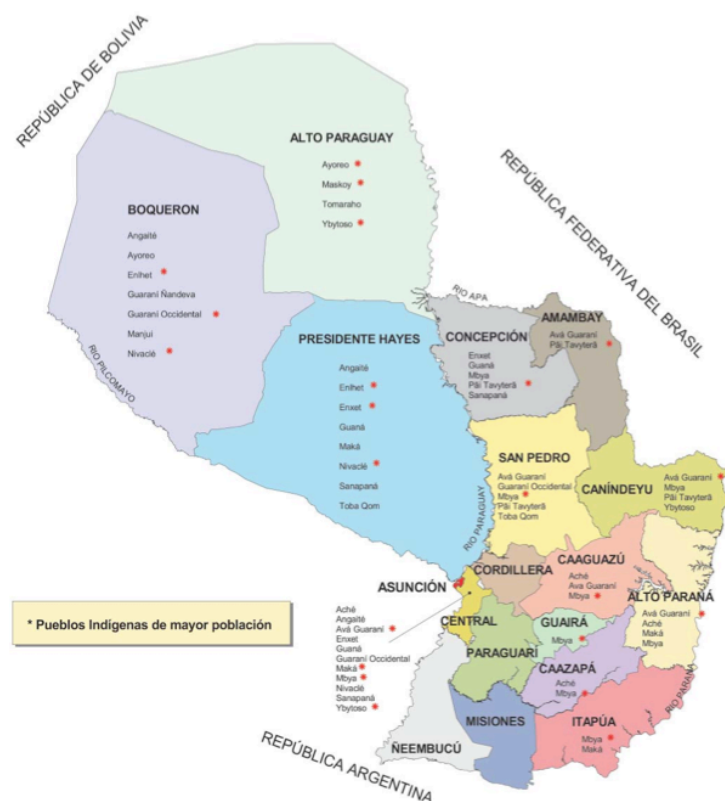 REPÚBLICA DE BOLIVIA
ALTO PARAGUAY
Ayoreo *
Maskoy *
Tomaraho
Ybytoso *
BOQUERON
Angaité
Ayoreo
Enlhet *
Guaraní Ñandeva
Guaraní Occidental *
Manjui
Nivaclé *
RIO PILCOMAYO
REPÚBLICA FEDERATIVA DEL BRASIL
RIO APA
PRESIDENTE HAYES
Angaité
Enlhet *
Enxet *
Guaná
Maká
Nivaclé *
Sanapaná
Toba Qom
RIO PARAGUAY
CONCEPCIÓN
Enxet
Guaná
Mbya
Pãi Tavyterã *
Sanapaná
AMAMBAY
Avá Guaraní
Pãi Tavyterã *
SAN PEDRO
Avá Guaraní
Guaraní Occidental
Mbya *
Pãi Tavyterã
Toba Qom
CANÍNDEYU
Avá Guaraní *
Mbya
Pãi Tavyterã
Ybytoso
CORDILLERA
CAAGUAZÚ
Aché
Ava Guaraní
Mbya *
ALTO PARANÁ
Avá Guaraní *
Aché
Maká
Mbya
ASUNCIÓN
CENTRAL
Aché
Angaité
Avá Guaraní *
Enxet
Guaná
Guaraní Occidental
Maká *
Mbya *
Nivaclé
Sanapaná
Ybytoso *
GUAIRÁ
Mbya *
PARAGUARÍ
CAAZAPÁ
Aché
Mbya *
RIO PARANÁ
ÑEEMBUCÚ
MISIONES
ITAPÚA
Mbya *
Maká
REPÚBLICA ARGENTINA
* Pueblos Indígenas de mayor población